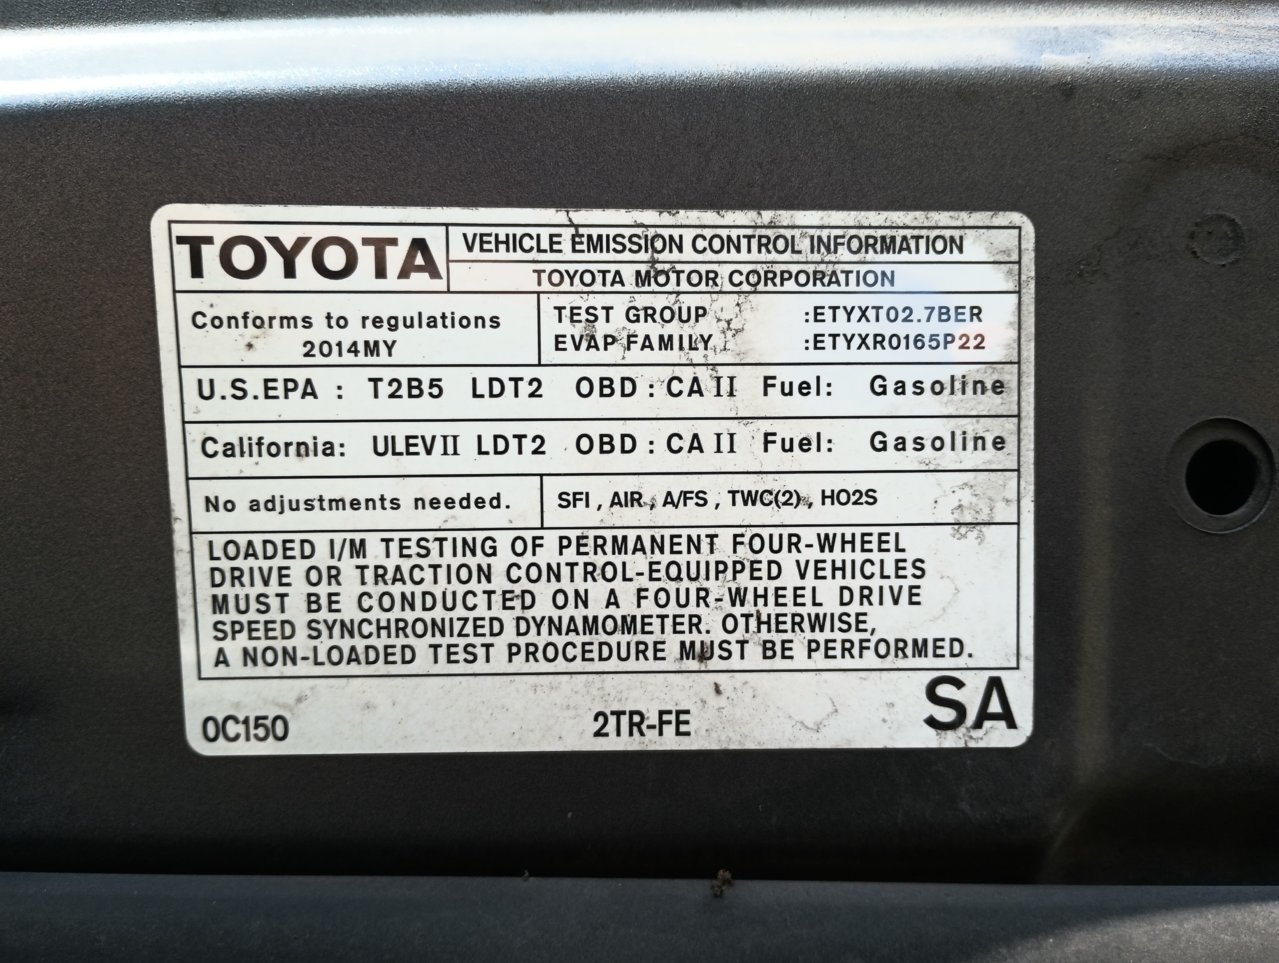 TOYOTA
VEHICLE EMISSION CONTROL INFORMATION
TOYOTA MOTOR CORPORATION
Conforms to regulations
2014MY
TEST GROUP :ETYXT02.7BER
EVAP FAMILY :ETYXR0165P22
U.S.EPA : T2B5 LDT2 OBD : CA II Fuel: Gasoline
California: ULEV II LDT2 OBD : CA II Fuel: Gasoline
No adjustments needed.
SFI , AIR , A/FS , TWC(2) , HO2S
LOADED I/M TESTING OF PERMANENT FOUR-WHEEL
DRIVE OR TRACTION CONTROL-EQUIPPED VEHICLES
MUST BE CONDUCTED ON A FOUR-WHEEL DRIVE
SPEED SYNCHRONIZED DYNAMOMETER. OTHERWISE,
A NON-LOADED TEST PROCEDURE MUST BE PERFORMED.
0C150 2TR-FE SA